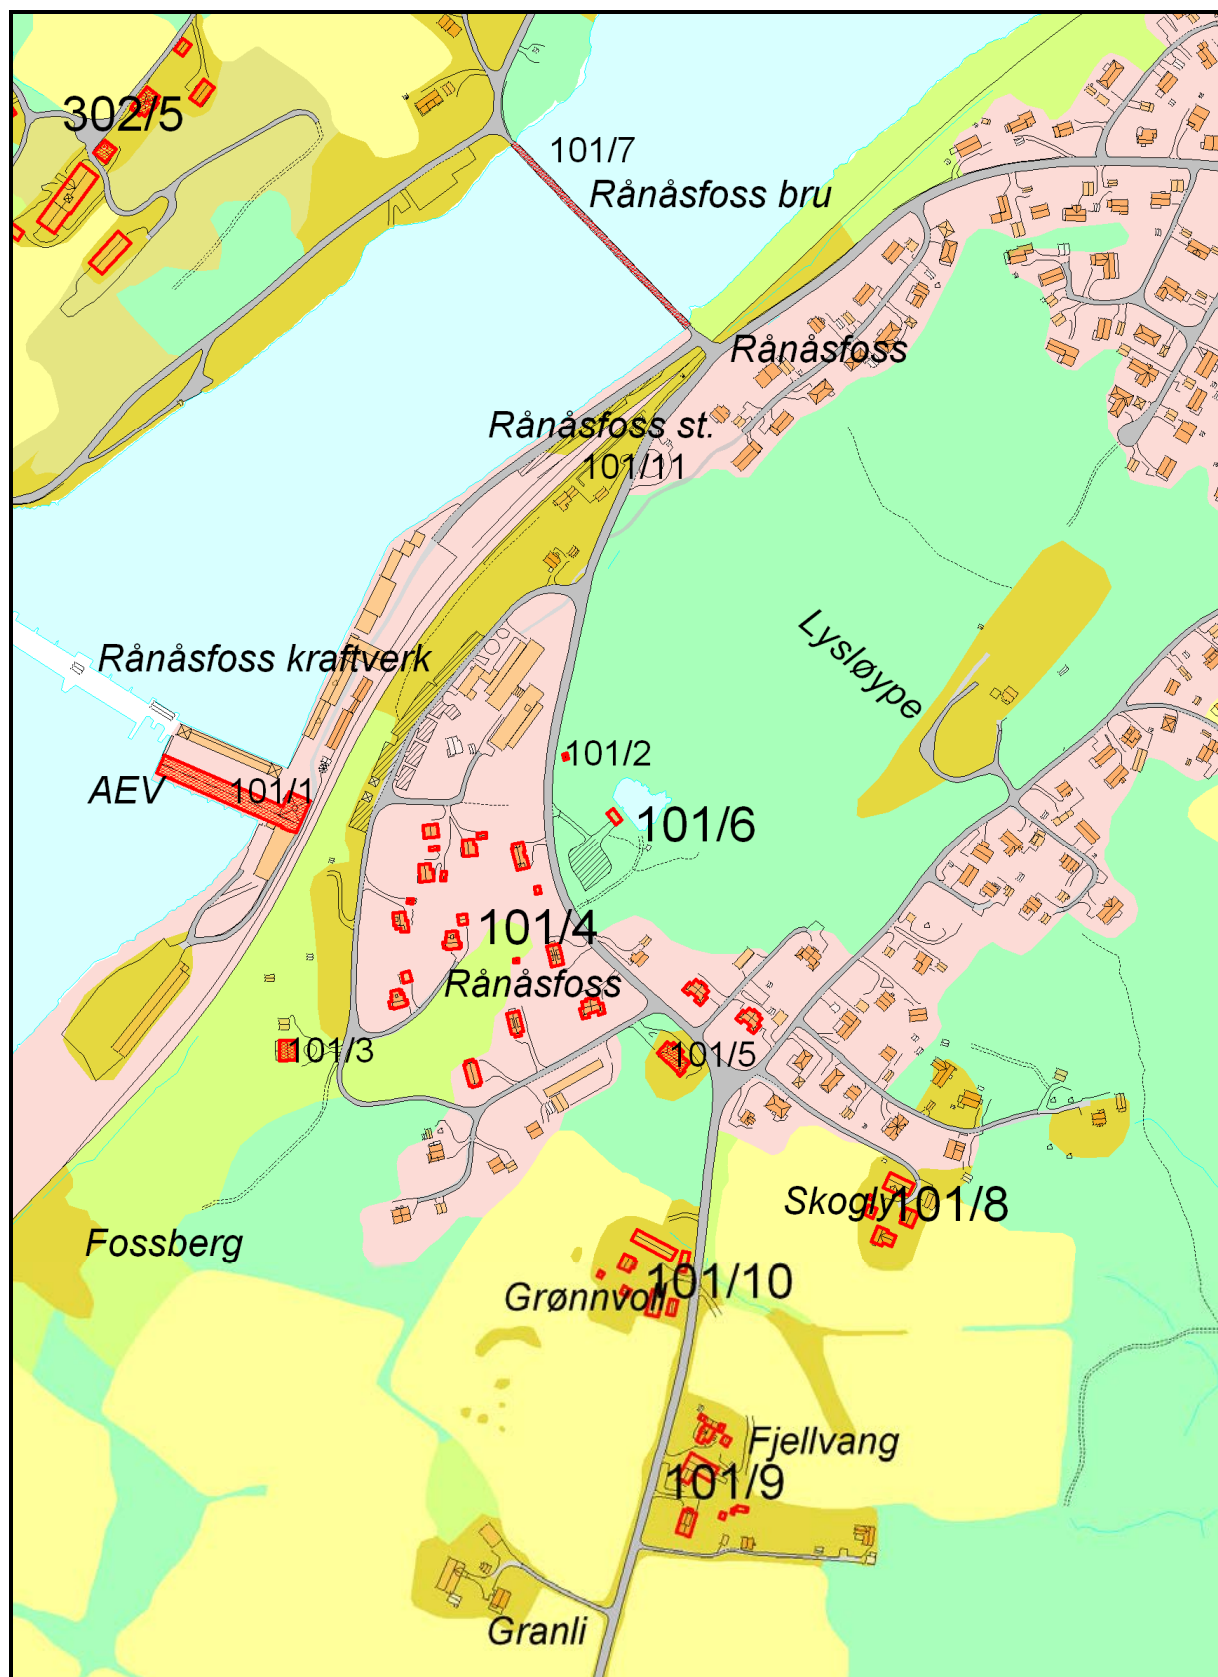 302/5
101/7
Rånåsfoss bru
Rånåsfoss
Rånåsfoss st.
101/11
Lysløype
Rånåsfoss kraftverk
101/2
AEV
101/1
101/6
101/4
Rånåsfoss
101/3
101/5
Skogly
101/8
Fossberg
101/10
Grønnvoll
Fjellvang
101/9
Granli